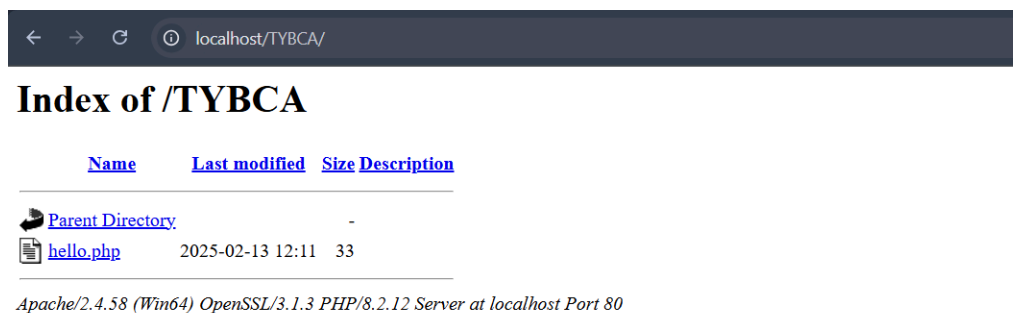 localhost/TYBCA/
Index of /TYBCA
Name Last modified Size Description
Parent Directory -
hello.php 2025-02-13 12:11 33
Apache/2.4.58 (Win64) OpenSSL/3.1.3 PHP/8.2.12 Server at localhost Port 80